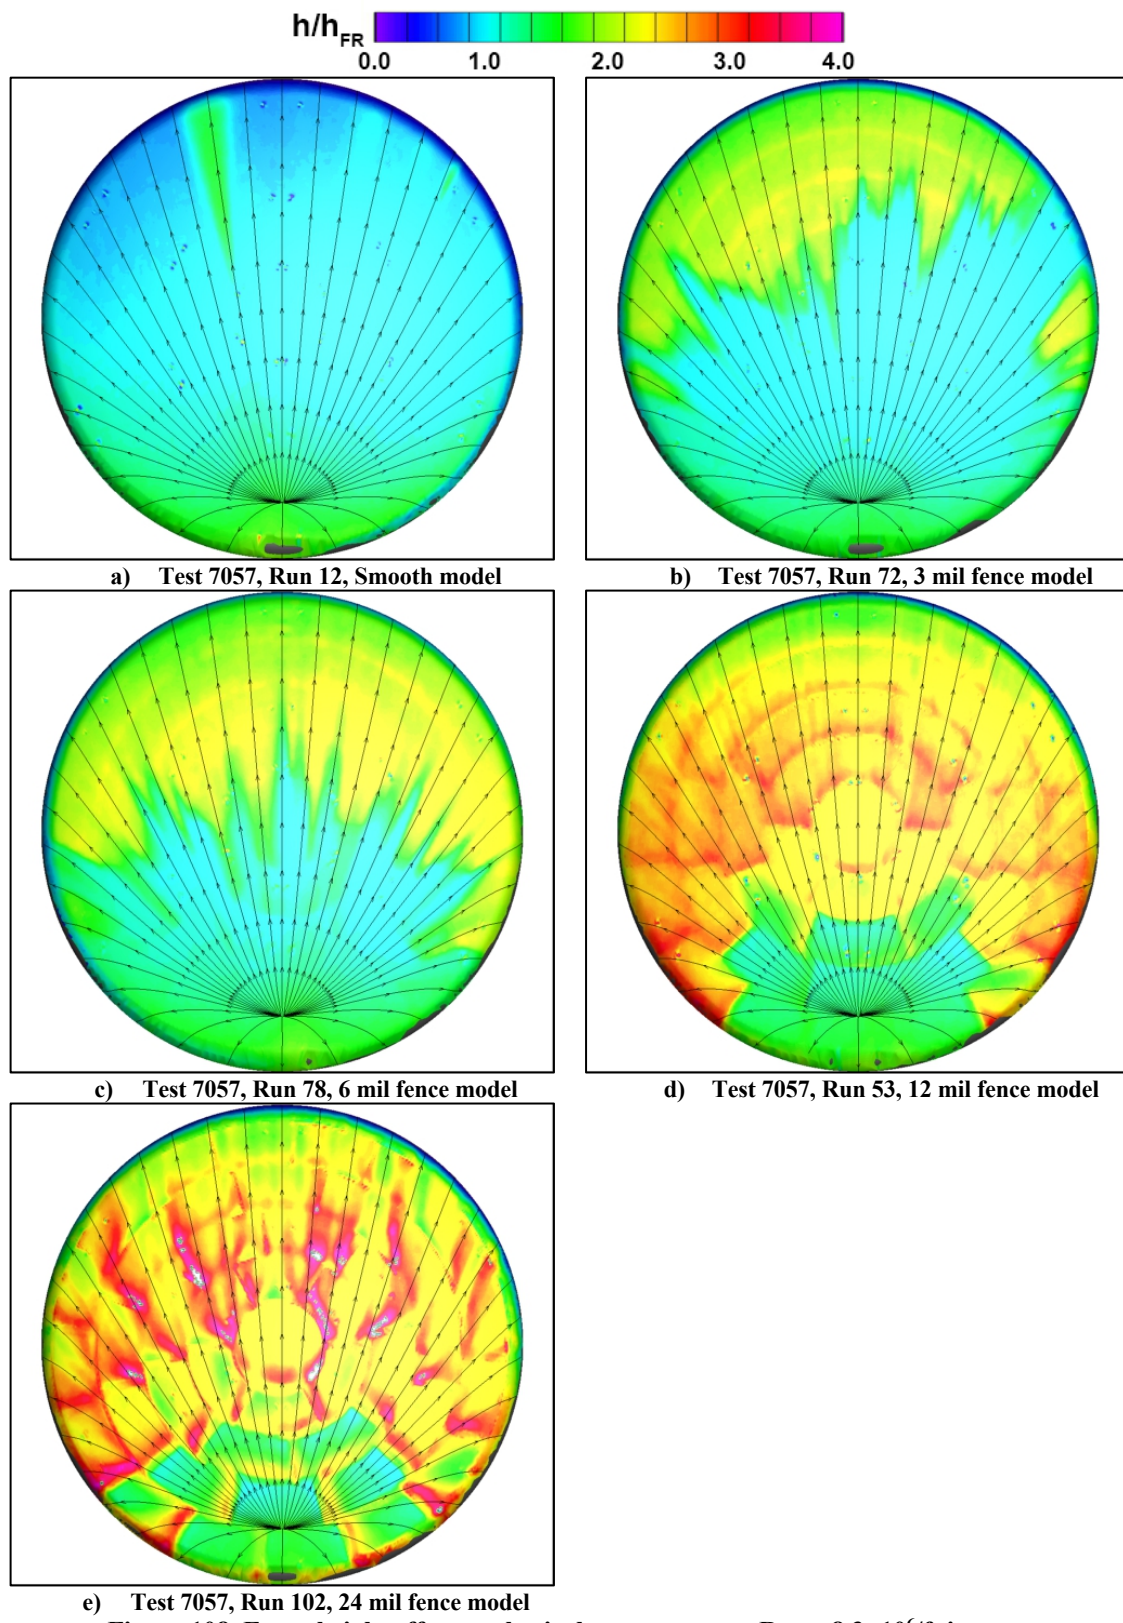 h/hFR
0.0 1.0 2.0 3.0 4.0
a) Test 7057, Run 12, Smooth model
b) Test 7057, Run 72, 3 mil fence model
c) Test 7057, Run 78, 6 mil fence model
d) Test 7057, Run 53, 12 mil fence model
e) Test 7057, Run 102, 24 mil fence model